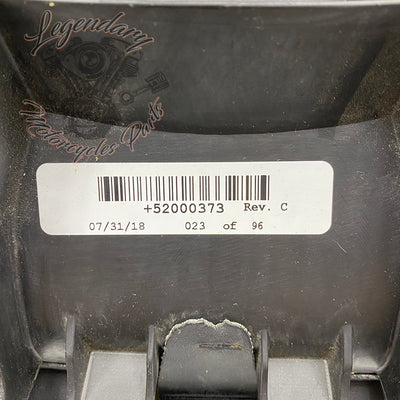 Legendary
Motorcycles Parts
+52000373 Rev. C
07/31/18 023 of 96